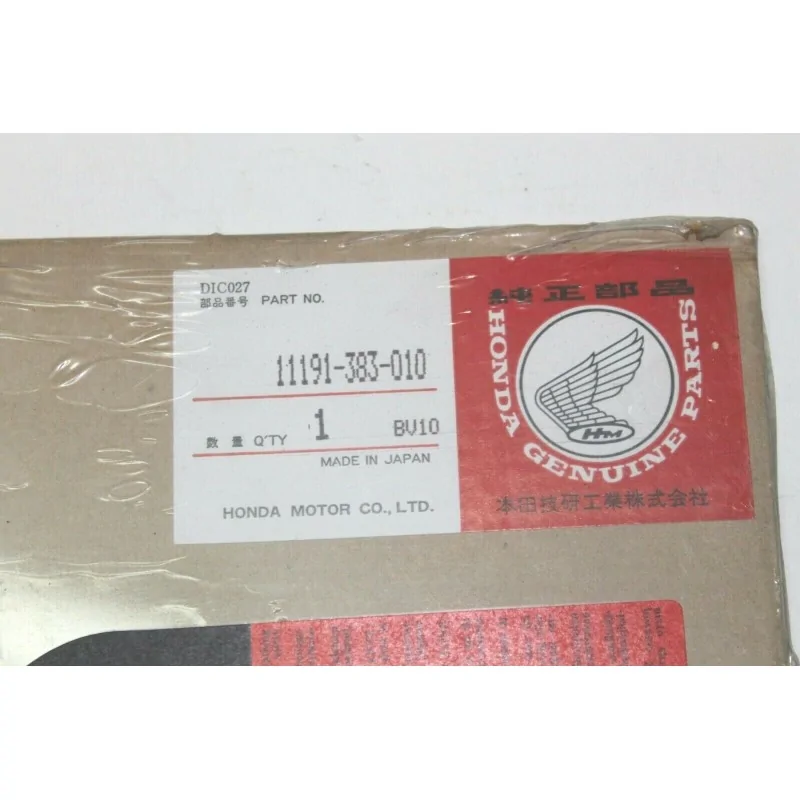 DIC027
部品番号 PART NO.
11191-383-010
数量 Q'TY 1 BV10
MADE IN JAPAN
HONDA MOTOR CO., LTD.
純正部品
HONDA GENUINE PARTS
HM
本田技研工業株式会社